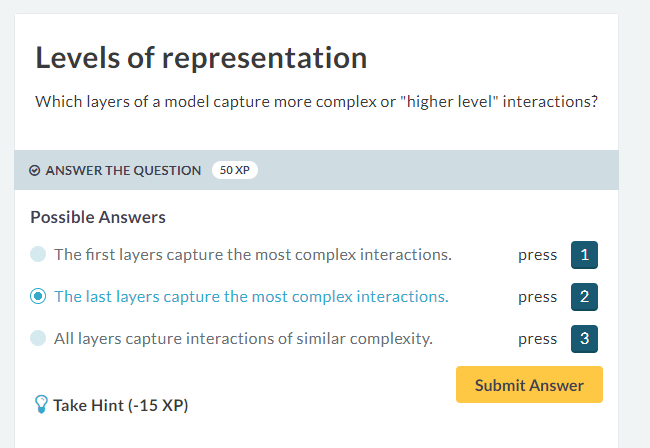 Levels of representation
Which layers of a model capture more complex or "higher level" interactions?
ANSWER THE QUESTION 50 XP
Possible Answers
The first layers capture the most complex interactions. press 1
The last layers capture the most complex interactions. press 2
All layers capture interactions of similar complexity. press 3
Submit Answer
Take Hint (-15 XP)